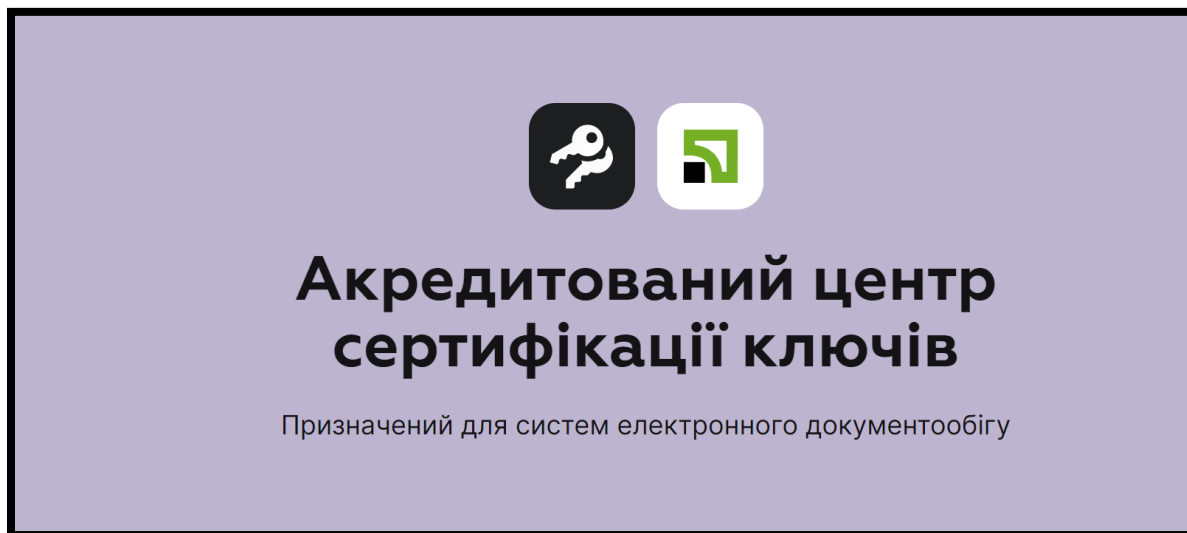 Акредитований центр
сертифікації ключів
Призначений для систем електронного документообігу